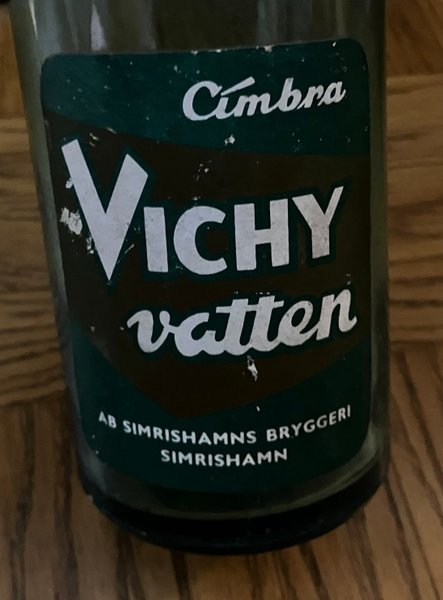 Cimbra
VICHY
vatten
AB SIMRISHAMNS BRYGGERI
SIMRISHAMN